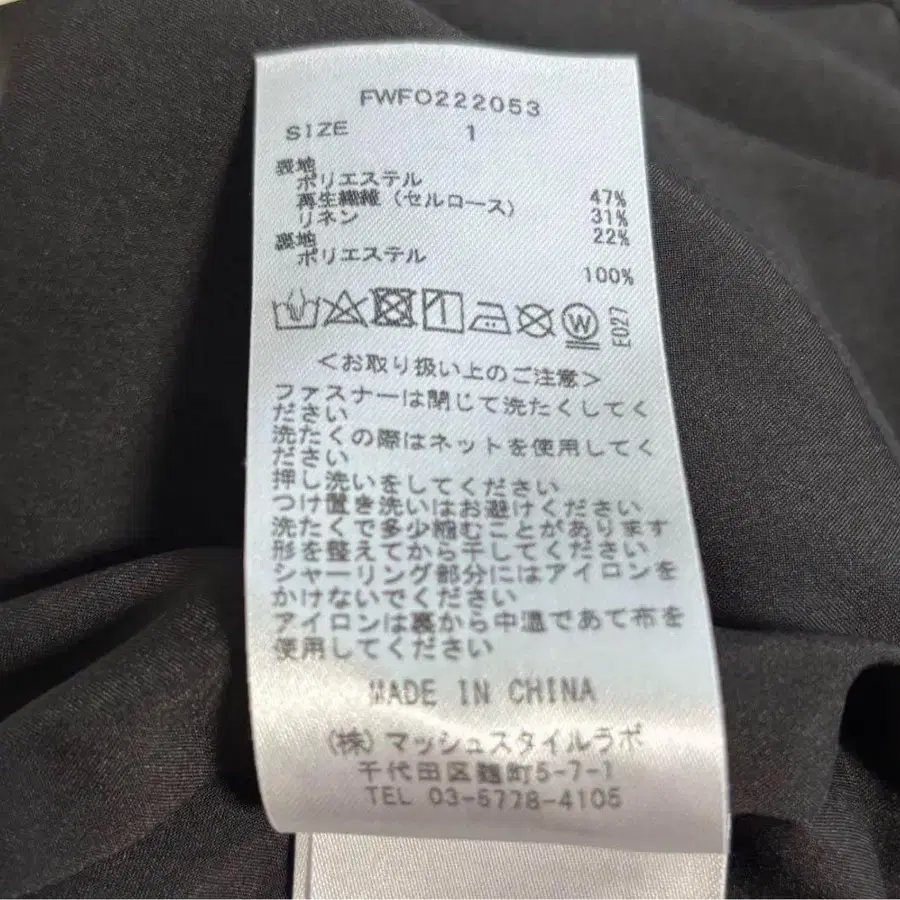 FWFO222053
SIZE 1
表地
ポリエステル 47%
再生繊維（セルロース） 31%
リネン 22%
裏地
ポリエステル 100%
W E027
＜お取り扱い上のご注意＞
ファスナーは閉じて洗たくしてく
ださい
洗たくの際はネットを使用してく
ださい
押し洗いをしてください
つけ置き洗いはお避けください
洗たくで多少縮むことがあります
形を整えてから干してください
シャーリング部分にはアイロンを
かけないでください
アイロンは裏から中温であて布を
使用してください
MADE IN CHINA
（株）マッシュスタイルラボ
千代田区麹町5-7-1
TEL 03-5778-4105